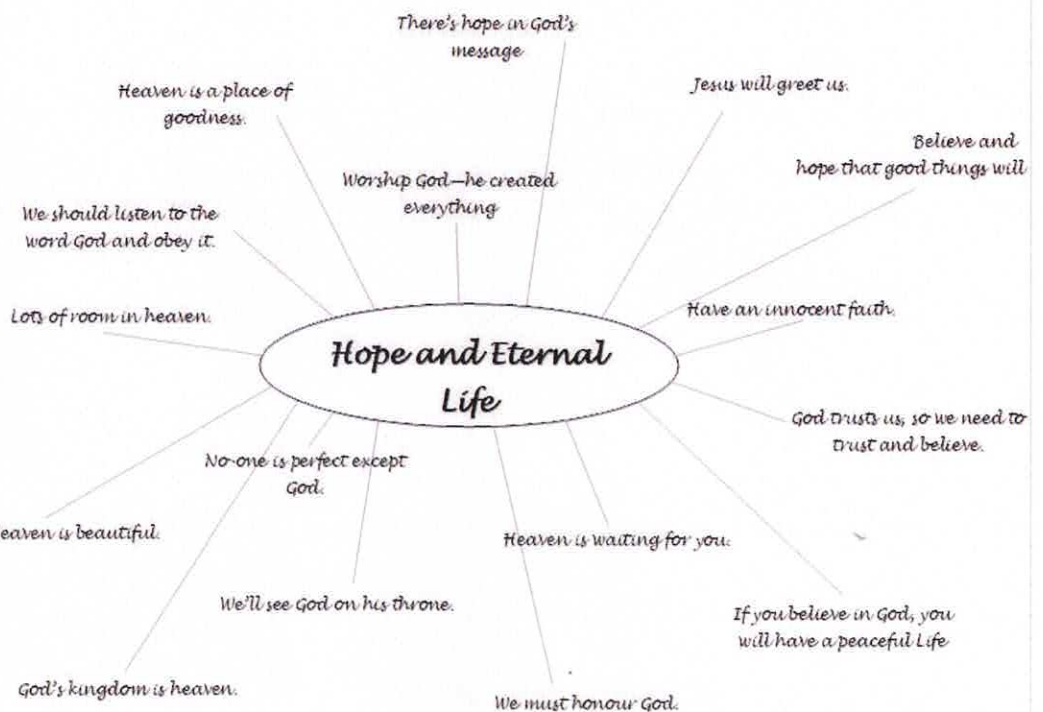 There's hope in God's
message
Heaven is a place of
goodness.
Jesus will greet us.
Believe and
hope that good things will
Worship God—he created
everything
We should listen to the
word God and obey it.
Lots of room in heaven.
Have an innocent faith.
Hope and Eternal
Life
God trusts us, so we need to
trust and believe.
No-one is perfect except
God.
eaven is beautiful.
Heaven is waiting for you.
We'll see God on his throne.
If you believe in God, you
will have a peaceful Life
God's kingdom is heaven.
We must honour God.